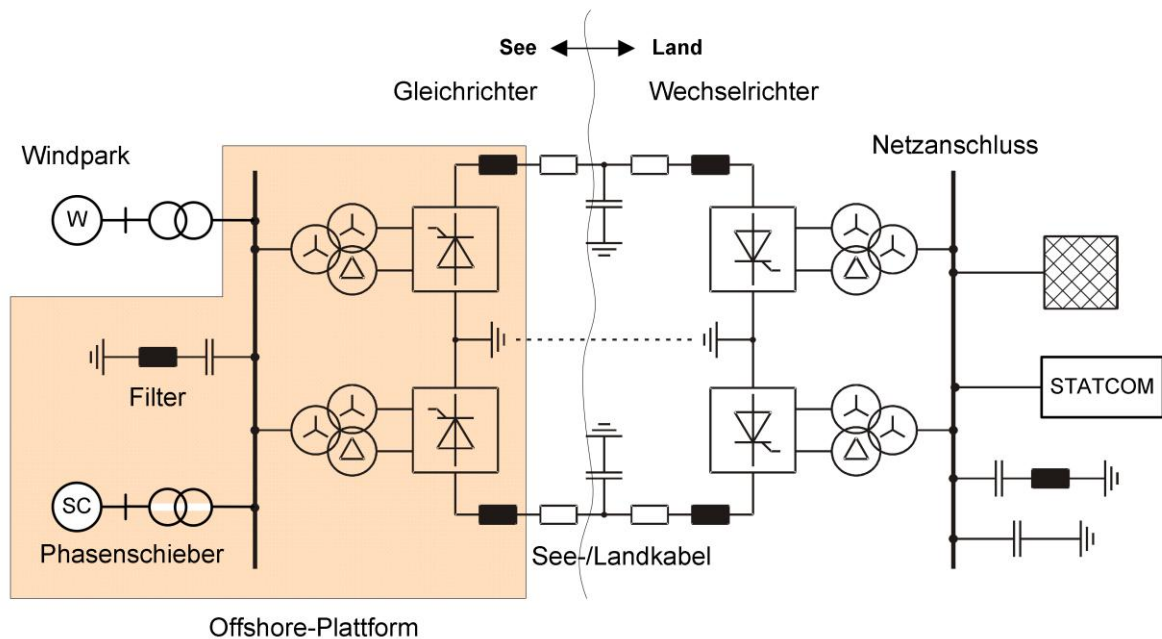 See Land
Gleichrichter Wechselrichter
Windpark
Netzanschluss
W
Filter
STATCOM
SC
Phasenschieber
See-/Landkabel
Offshore-Plattform